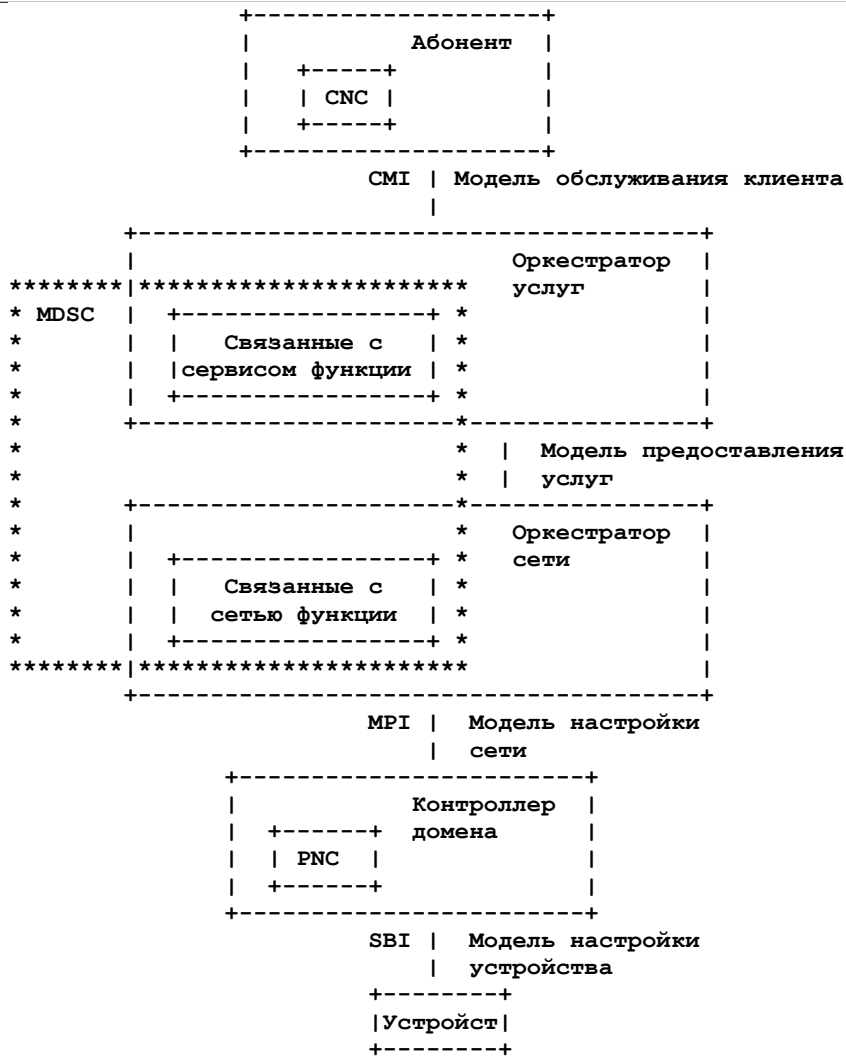 Абонент
CNC
CMI | Модель обслуживания клиента
Оркестратор
услуг
MDSC
Связанные с
сервисом функции
Модель предоставления
услуг
Оркестратор
сети
Связанные с
сетью функции
MPI | Модель настройки
сети
Контроллер
домена
PNC
SBI | Модель настройки
устройства
Устройст